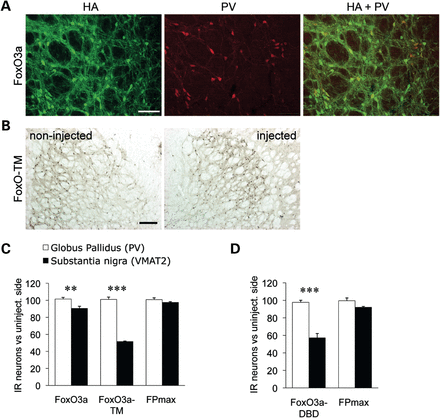 A
HA
PV
HA + PV
FoxO3a
B
non-injected
injected
FoxO-TM
C
Globus Pallidus (PV)
Substantia nigra (VMAT2)
IR neurons vs uninject. side
120
100
80
60
40
20
0
**
***
FoxO3a
FoxO3a-
TM
FPmax
D
IR neurons vs uninject. side
120
100
80
60
40
20
0
***
FoxO3a-
DBD
FPmax